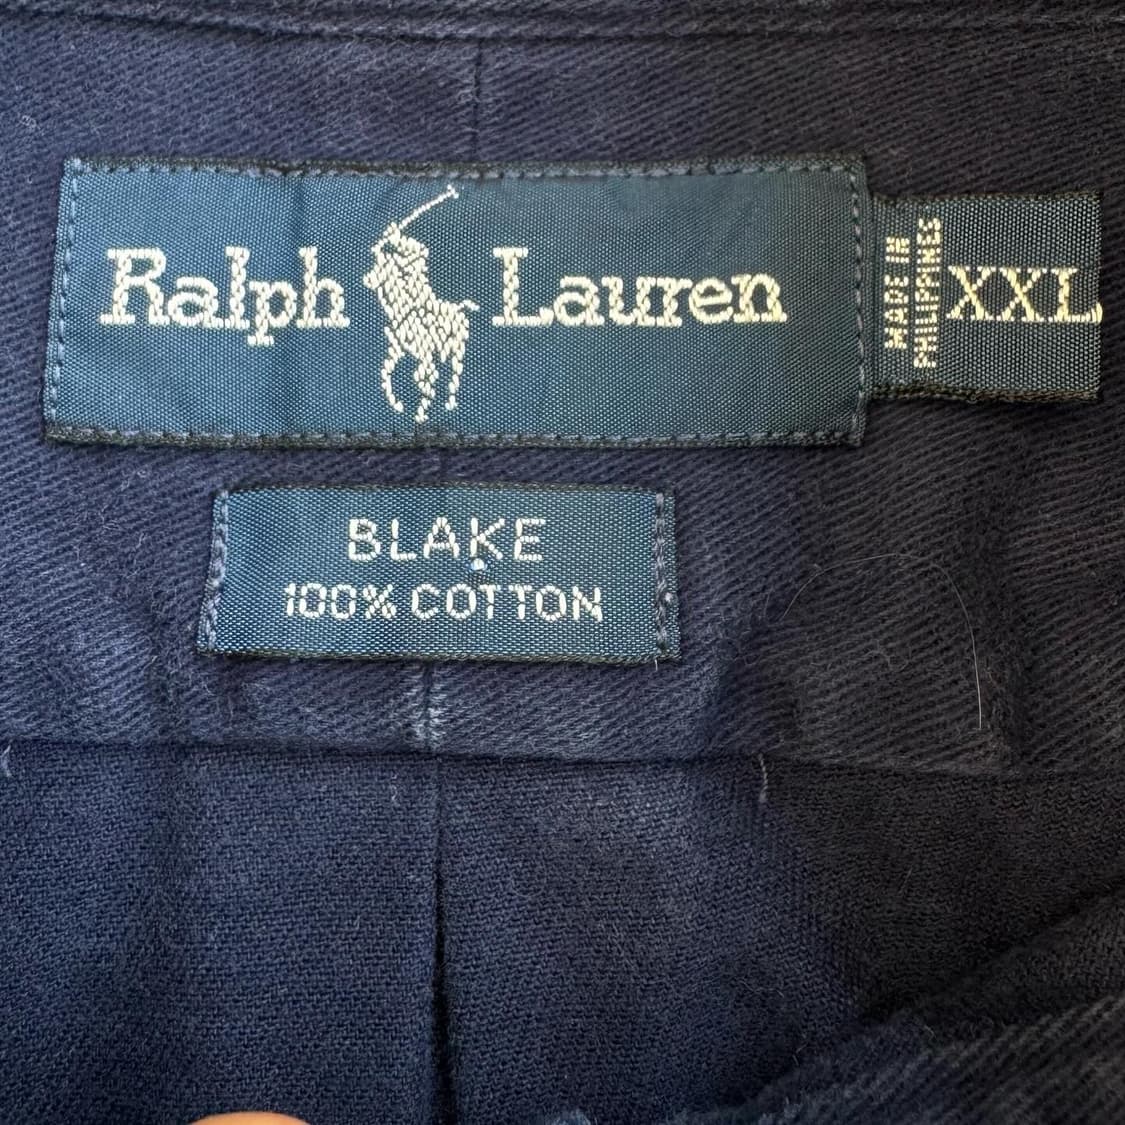 Ralph Lauren
MADE IN
PHILIPPINES
XXL
BLAKE
100% COTTON